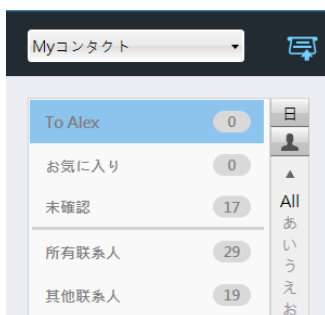 Myコンタクト
To Alex 0
お気に入り 0
未確認 17
所有联系人 29
其他联系人 19
日
All
あ
い
う
え
お